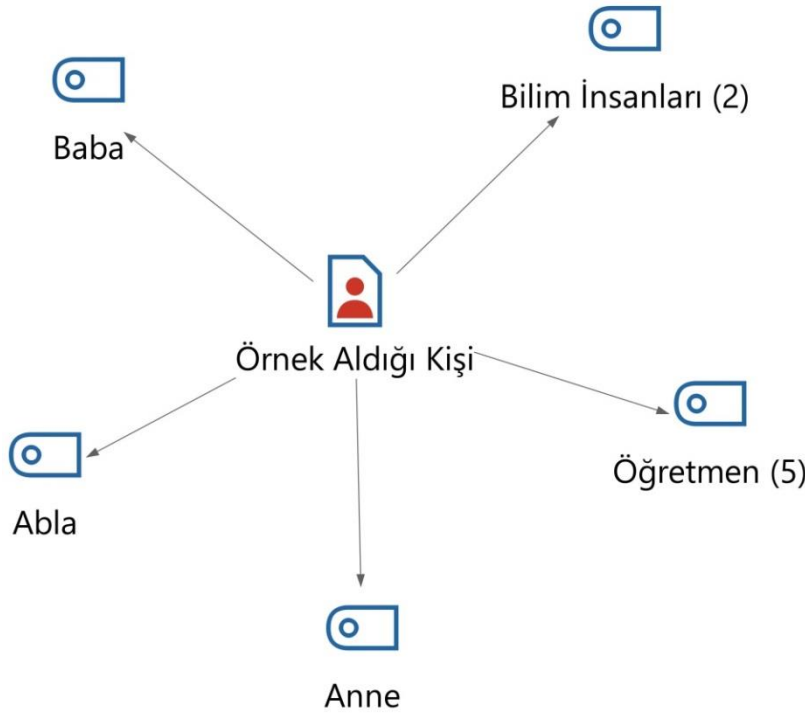 Bilim İnsanları (2)
Baba
Örnek Aldığı Kişi
Öğretmen (5)
Abla
Anne